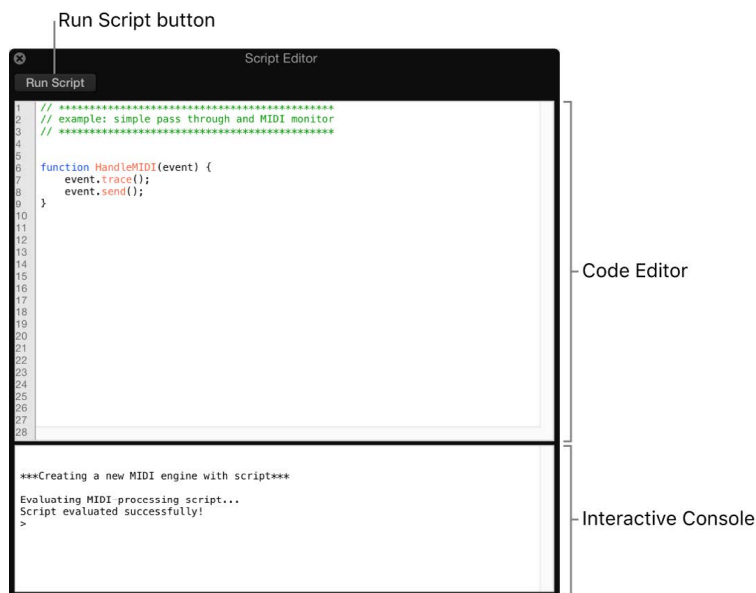 Run Script button
Script Editor
Run Script
1 // *********************************************
2 // example: simple pass through and MIDI monitor
3 // *********************************************
4
5
6 function HandleMIDI(event) {
7 event.trace();
8 event.send();
9 }
10
11
12
13
14
15
16
17
18
19
20
21
22
23
24
25
26
27
28
Code Editor
***Creating a new MIDI engine with script***
Evaluating MIDI-processing script...
Script evaluated successfully!
>
Interactive Console